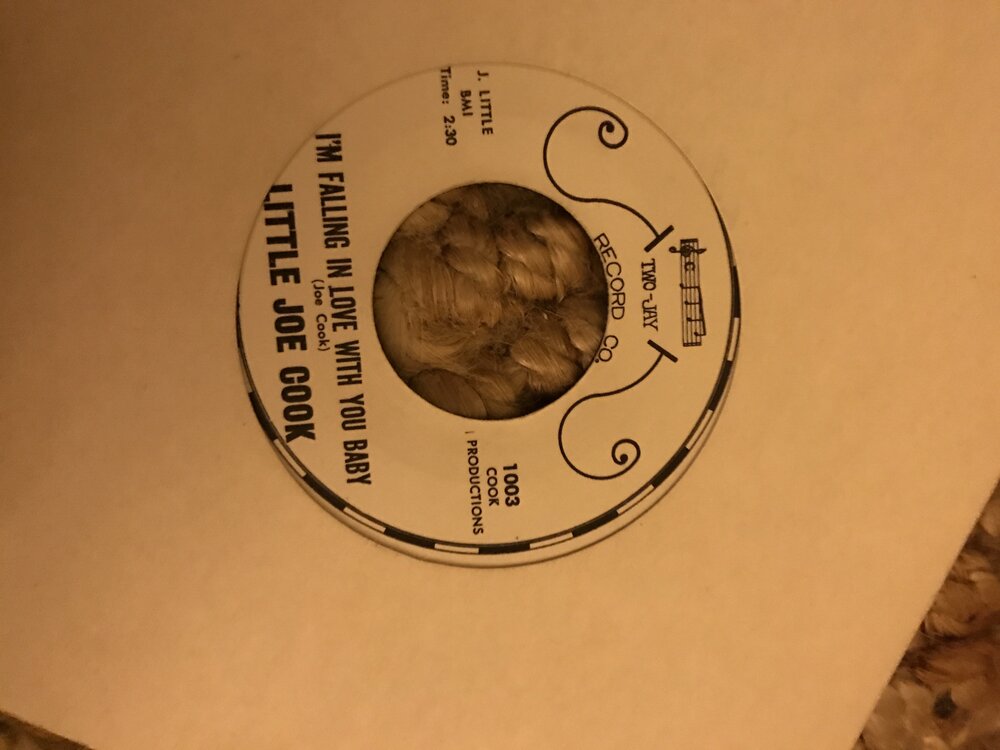 TWO-JAY
RECORD CO.
J. LITTLE
BMI
Time: 2:30
1003
COOK
PRODUCTIONS
I'M FALLING IN LOVE WITH YOU BABY
(Joe Cook)
LITTLE JOE COOK